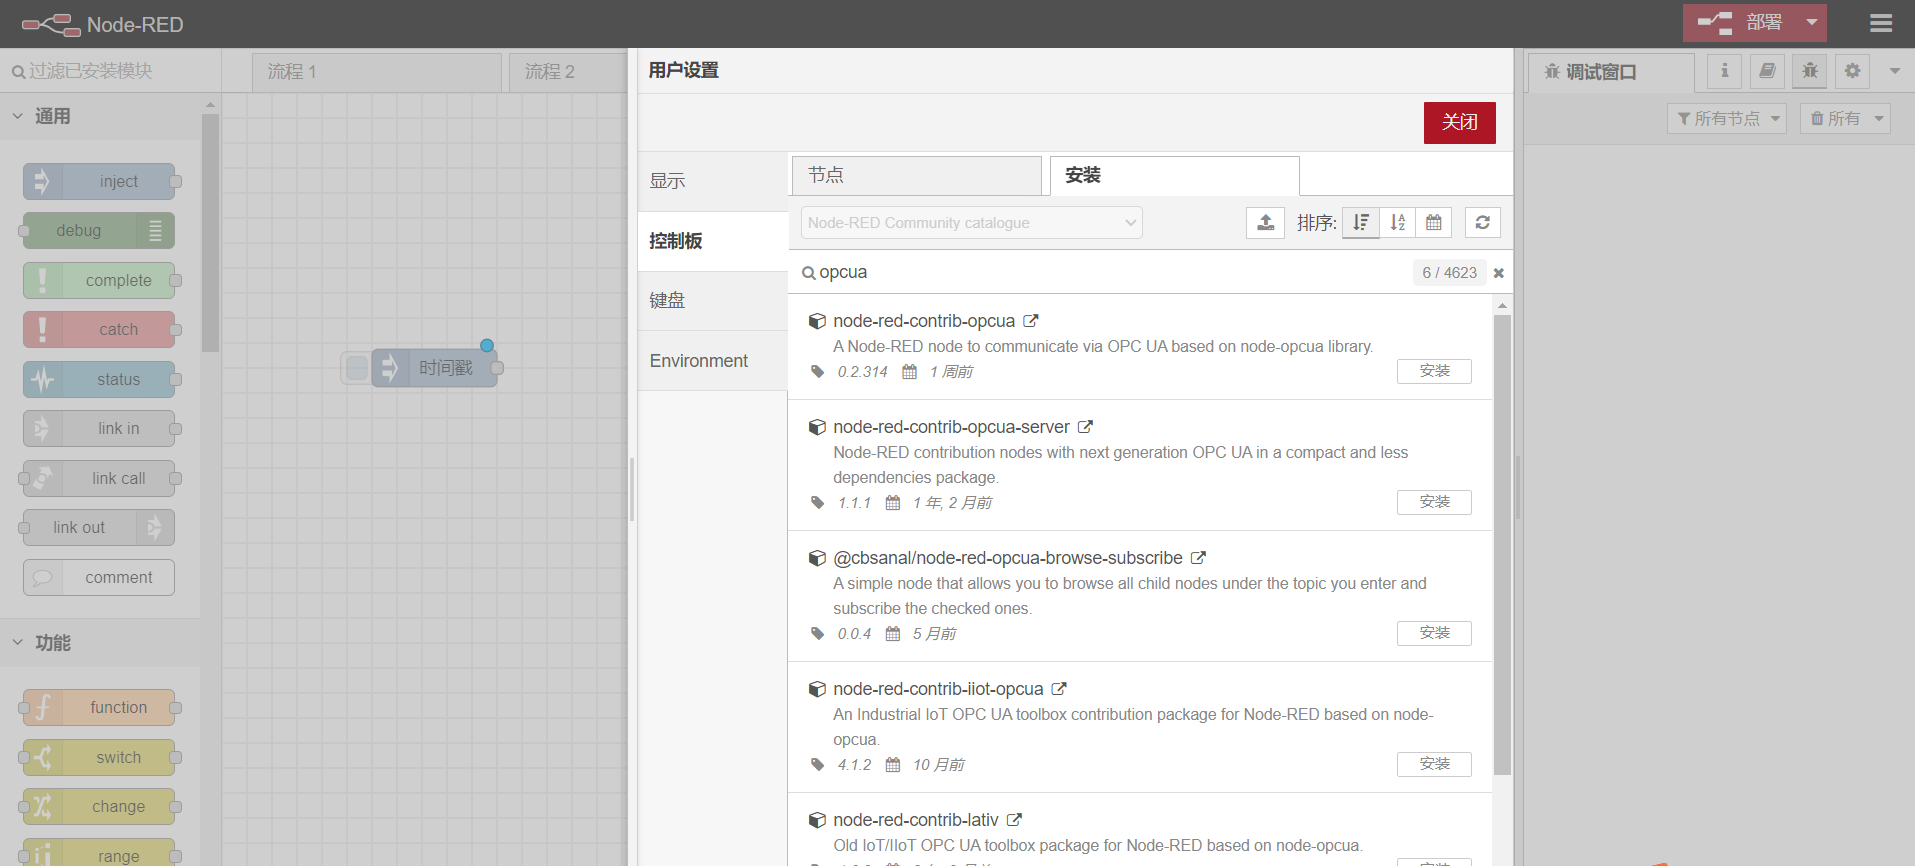 Node-RED
部署
过滤已安装模块
流程 1
流程 2
通用
inject
debug
complete
catch
status
link in
link call
link out
comment
功能
function
switch
change
range
时间戳
用户设置
关闭
显示
控制板
键盘
Environment
节点
安装
Node-RED Community catalogue
排序:
opcua
6 / 4623
node-red-contrib-opcua
A Node-RED node to communicate via OPC UA based on node-opcua library.
0.2.314
1 周前
安装
node-red-contrib-opcua-server
Node-RED contribution nodes with next generation OPC UA in a compact and less
dependencies package.
1.1.1
1 年, 2 月前
安装
@cbsanal/node-red-opcua-browse-subscribe
A simple node that allows you to browse all child nodes under the topic you enter and
subscribe the checked ones.
0.0.4
5 月前
安装
node-red-contrib-iiot-opcua
An Industrial IoT OPC UA toolbox contribution package for Node-RED based on node-
opcua.
4.1.2
10 月前
安装
node-red-contrib-lativ
Old IoT/IIoT OPC UA toolbox package for Node-RED based on node-opcua.
调试窗口
所有节点
所有